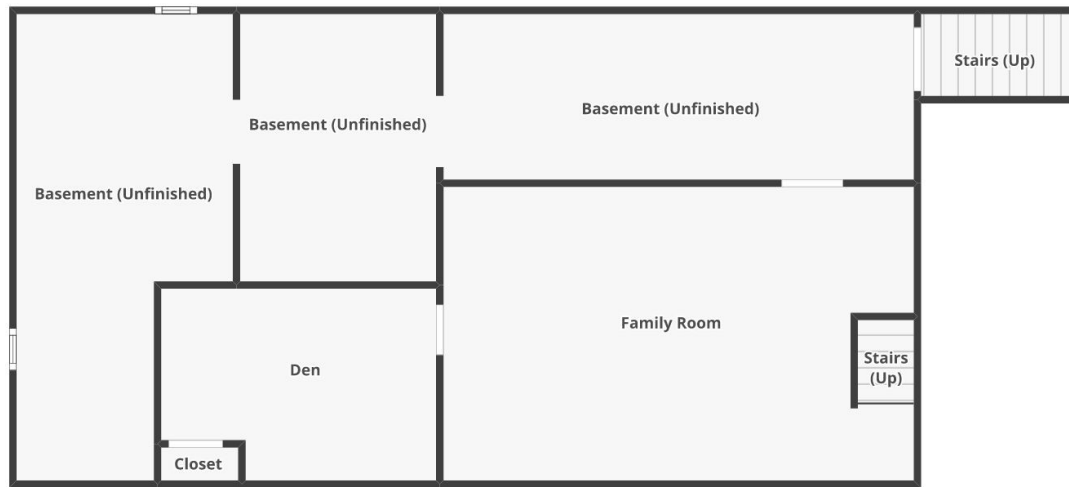 Stairs (Up)
Basement (Unfinished)
Basement (Unfinished)
Basement (Unfinished)
Family Room
Stairs
(Up)
Den
Closet